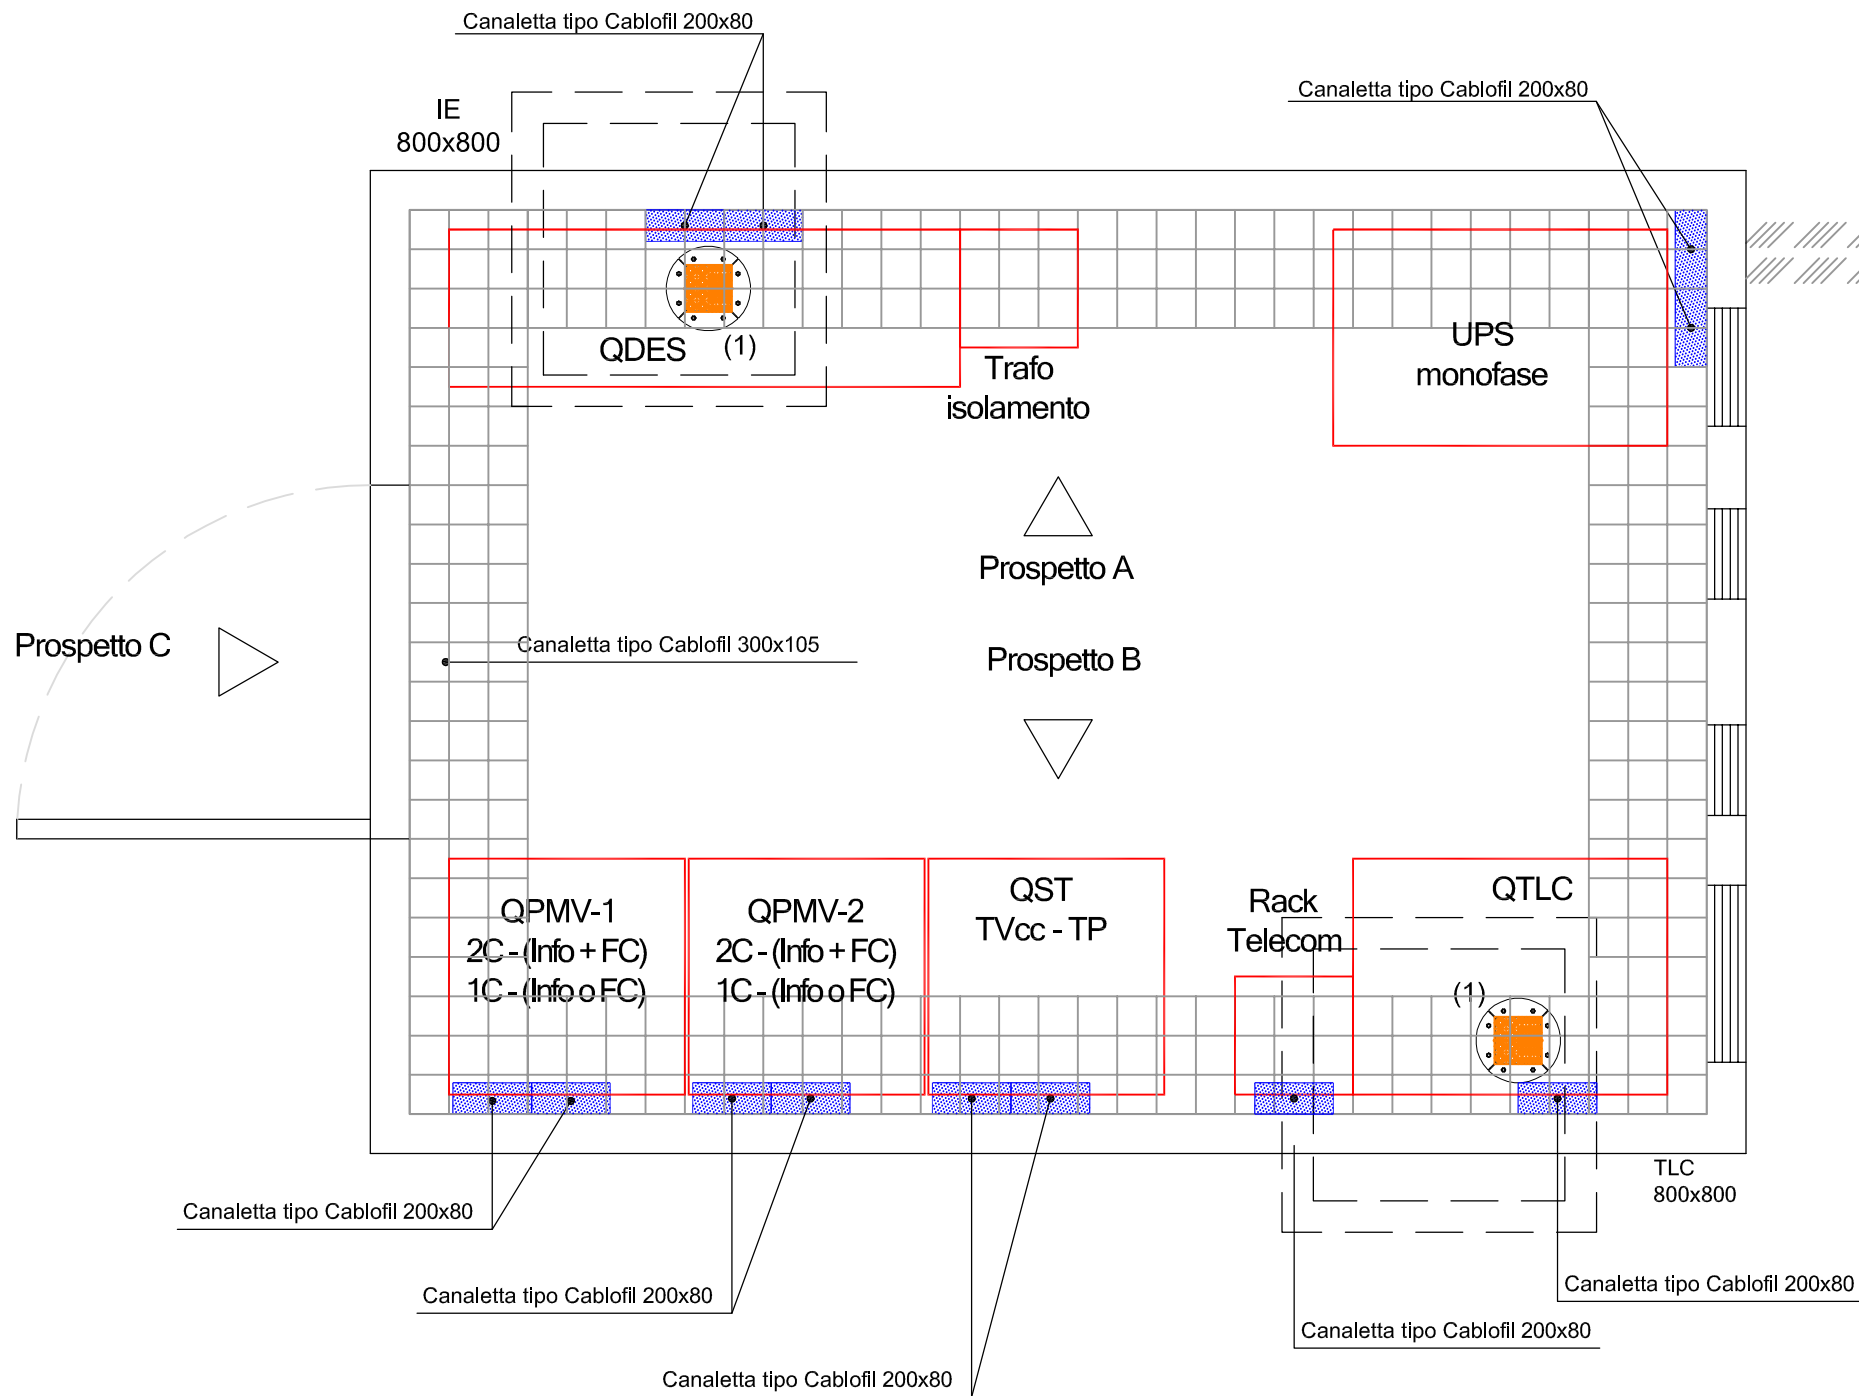 Canaletta tipo Cablofil 200x80
Canaletta tipo Cablofil 200x80
IE
800x800
QDES
(1)
Trafo
isolamento
UPS
monofase
Prospetto A
Prospetto C
Canaletta tipo Cablofil 300x105
Prospetto B
QPMV-1
2C - (Info + FC)
1C - (Info o FC)
QPMV-2
2C - (Info + FC)
1C - (Info o FC)
QST
TVcc - TP
Rack
Telecom
QTLC
(1)
TLC
800x800
Canaletta tipo Cablofil 200x80
Canaletta tipo Cablofil 200x80
Canaletta tipo Cablofil 200x80
Canaletta tipo Cablofil 200x80
Canaletta tipo Cablofil 200x80